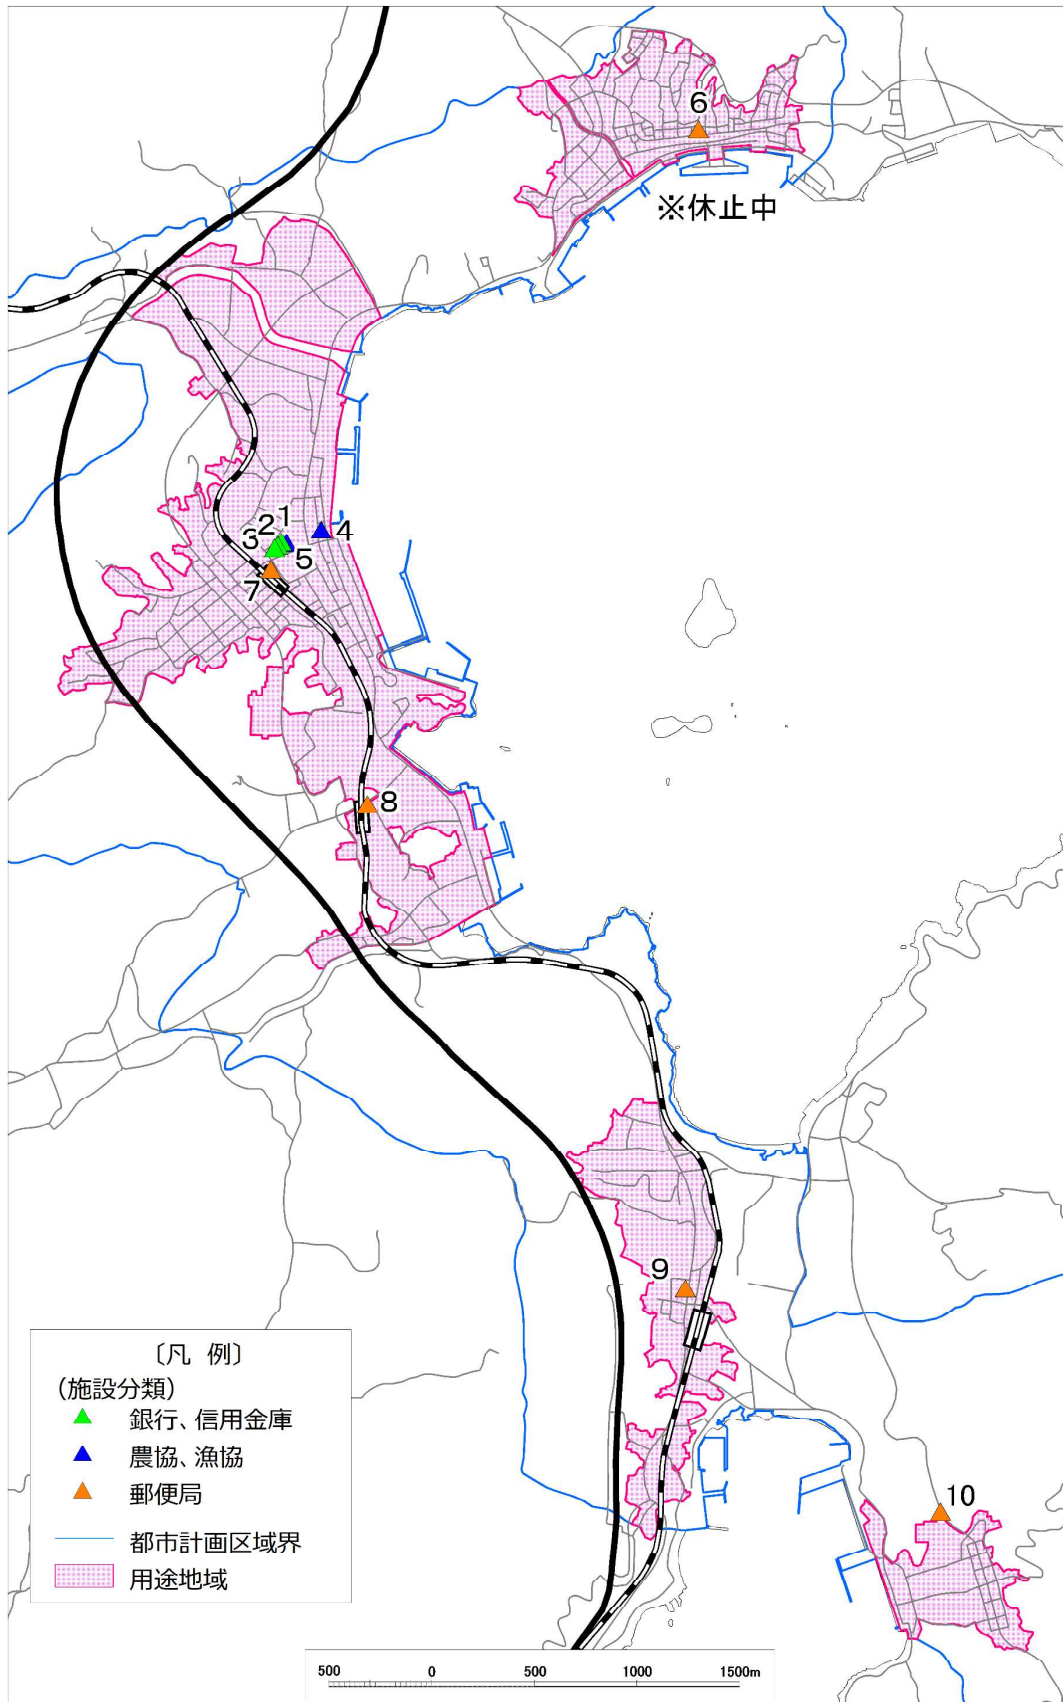 6
※休止中
1
2
3
4
5
7
8
9
10
〔凡 例〕
(施設分類)
銀行、信用金庫
農協、漁協
郵便局
都市計画区域界
用途地域
500 0 500 1000 1500m